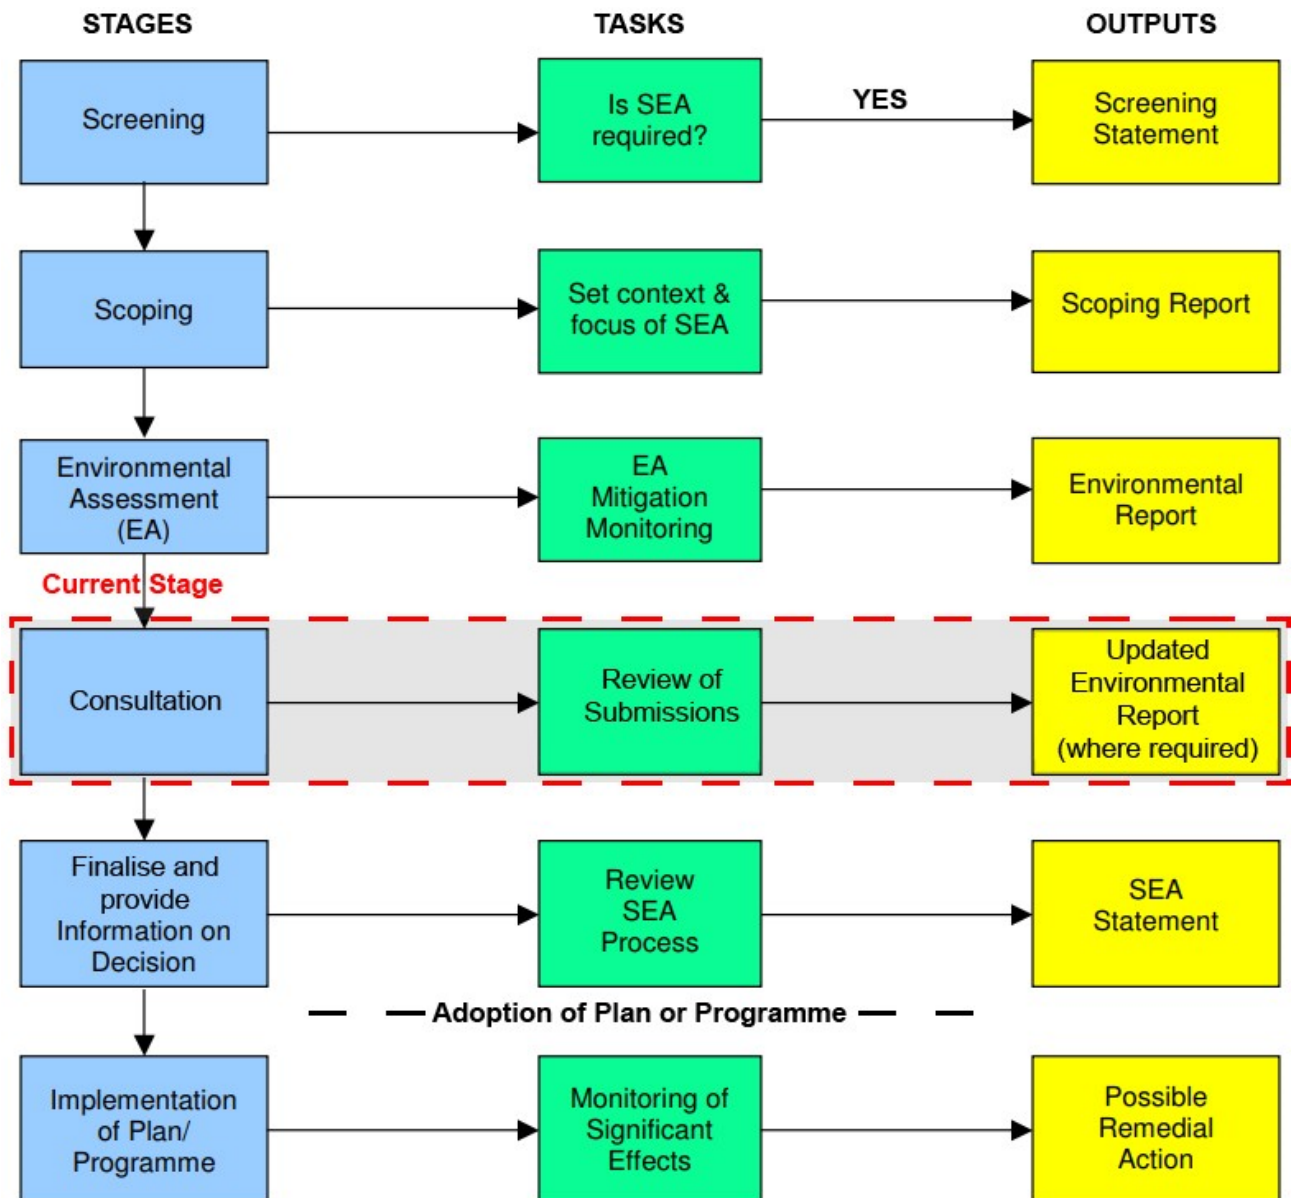 STAGES
TASKS
OUTPUTS
Screening
Is SEA
required?
YES
Screening
Statement
Scoping
Set context &
focus of SEA
Scoping Report
Environmental
Assessment
(EA)
EA
Mitigation
Monitoring
Environmental
Report
Current Stage
Consultation
Review of
Submissions
Updated
Environmental
Report
(where required)
Finalise and
provide
Information on
Decision
Review
SEA
Process
SEA
Statement
Adoption of Plan or Programme
Implementation
of Plan/
Programme
Monitoring of
Significant
Effects
Possible
Remedial
Action